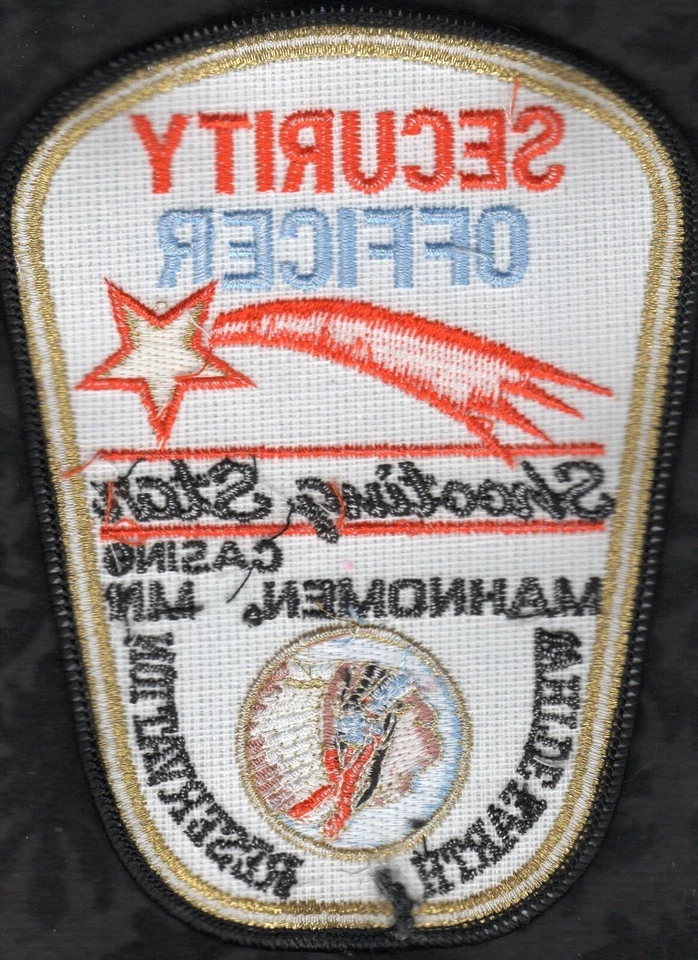 SECURITY
OFFICER
Shooting Star
CASINO
MAHNOMEN, MN
WHITE EARTH
RESERVATION